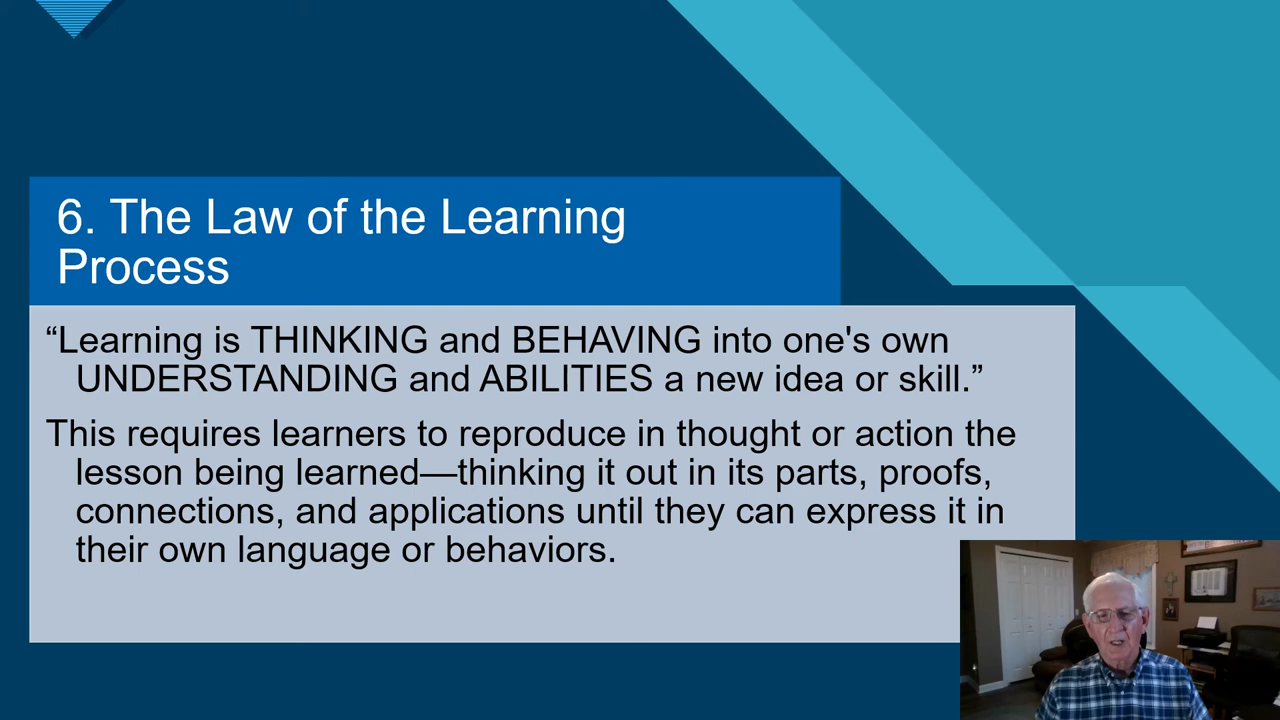 6. The Law of the Learning
Process
“Learning is THINKING and BEHAVING into one's own
UNDERSTANDING and ABILITIES a new idea or skill.”
This requires learners to reproduce in thought or action the
lesson being learned—thinking it out in its parts, proofs,
connections, and applications until they can express it in
their own language or behaviors.